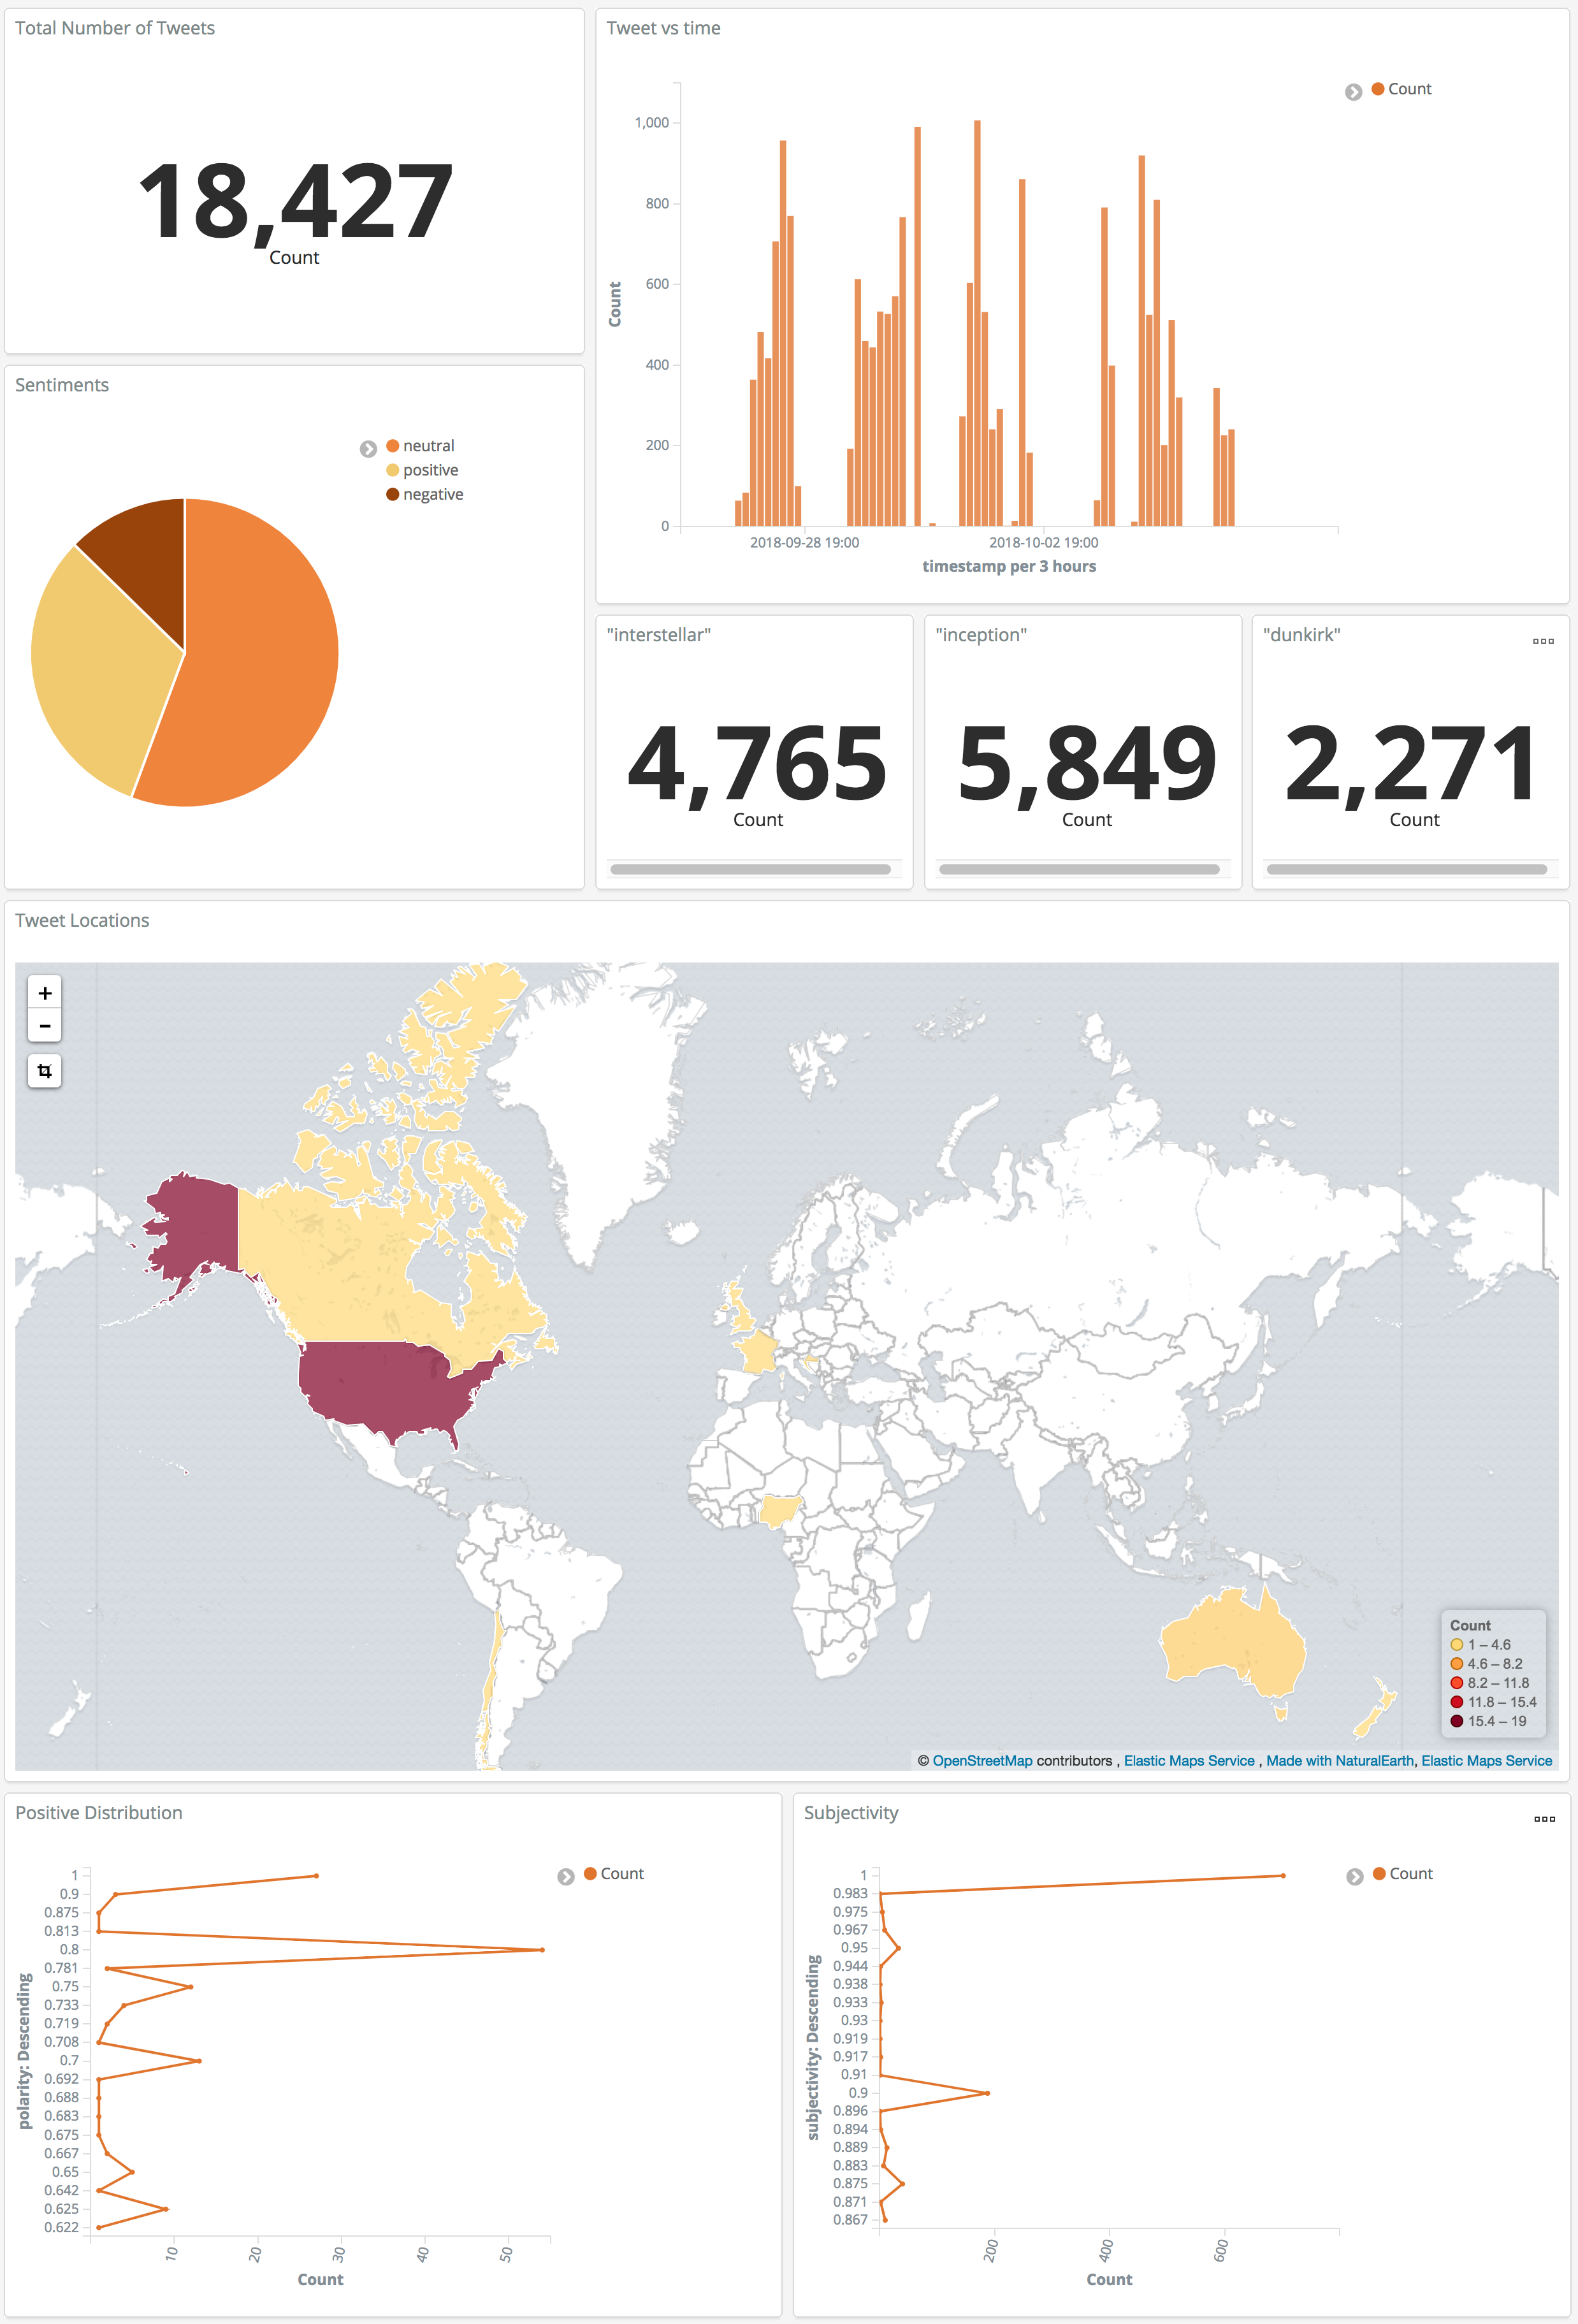 Total Number of Tweets
18,427
Count
Tweet vs time
Count
1,000
800
600
400
200
0
Count
2018-09-28 19:00
2018-10-02 19:00
timestamp per 3 hours
Sentiments
neutral
positive
negative
"interstellar"
4,765
Count
"inception"
5,849
Count
"dunkirk"
2,271
Count
Tweet Locations
+
−
Count
1 – 4.6
4.6 – 8.2
8.2 – 11.8
11.8 – 15.4
15.4 – 19
© OpenStreetMap contributors , Elastic Maps Service , Made with NaturalEarth, Elastic Maps Service
Positive Distribution
Count
1
0.9
0.875
0.813
0.8
0.781
0.75
0.733
0.719
0.708
0.7
0.692
0.688
0.683
0.675
0.667
0.65
0.642
0.625
0.622
polarity: Descending
10
20
30
40
50
Count
Subjectivity
Count
1
0.983
0.975
0.967
0.95
0.944
0.938
0.933
0.93
0.919
0.917
0.91
0.9
0.896
0.894
0.889
0.883
0.875
0.871
0.867
subjectivity: Descending
200
400
600
Count